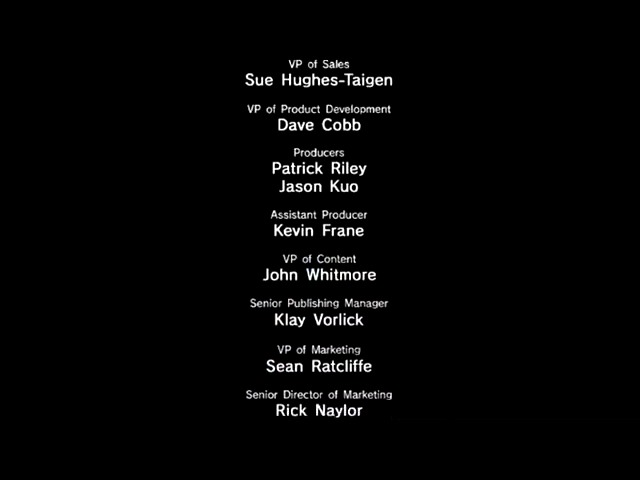 VP of Sales
Sue Hughes-Taigen
VP of Product Development
Dave Cobb
Producers
Patrick Riley
Jason Kuo
Assistant Producer
Kevin Frane
VP of Content
John Whitmore
Senior Publishing Manager
Klay Vorlick
VP of Marketing
Sean Ratcliffe
Senior Director of Marketing
Rick Naylor